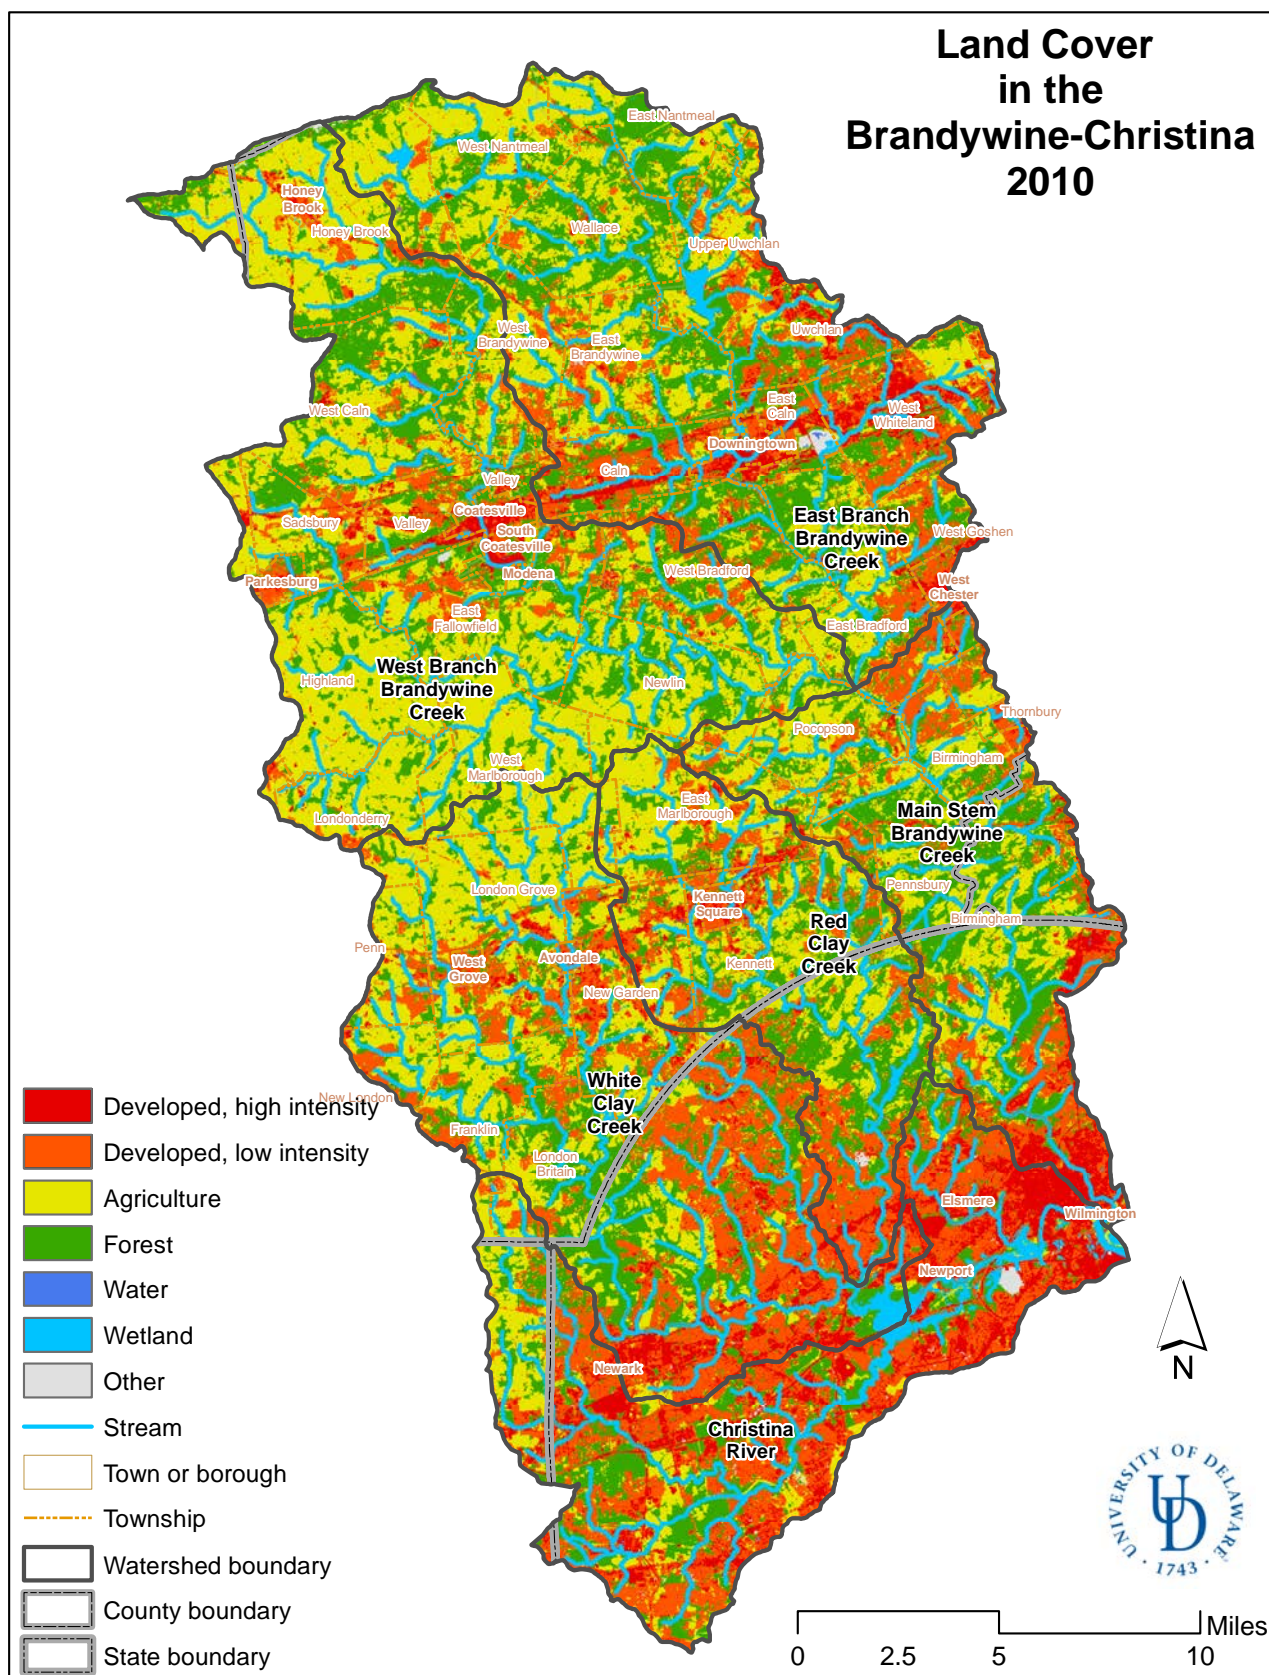 Land Cover
in the
Brandywine-Christina
2010
East Nantmeal
West Nantmeal
Honey
Brook
Honey Brook
Wallace
Upper Uwchlan
West
Brandywine
East
Brandywine
Uwchlan
West Caln
East
Caln
West
Whiteland
Downingtown
Caln
Valley
Coatesville
Sadsbury
Valley
South
Coatesville
East Branch
Brandywine
Creek
West Goshen
Modena
West Bradford
Parkesburg
West
Chester
East
Fallowfield
East Bradford
West Branch
Brandywine
Creek
Highland
Newlin
Thornbury
Pocopson
Birmingham
West
Marlborough
East
Marlborough
Londonderry
Main Stem
Brandywine
Creek
London Grove
Pennsbury
Kennett
Square
Birmingham
Red
Clay
Creek
Penn
West
Grove
Avondale
Kennett
New Garden
White
Clay
Creek
New London
Franklin
London
Britain
Elsmere
Wilmington
Newport
Newark
Christina
River
Developed, high intensity
Developed, low intensity
Agriculture
Forest
Water
Wetland
Other
Stream
Town or borough
Township
Watershed boundary
County boundary
State boundary
N
UNIVERSITY OF DELAWARE
UD
· 1743 ·
Miles
0 2.5 5 10